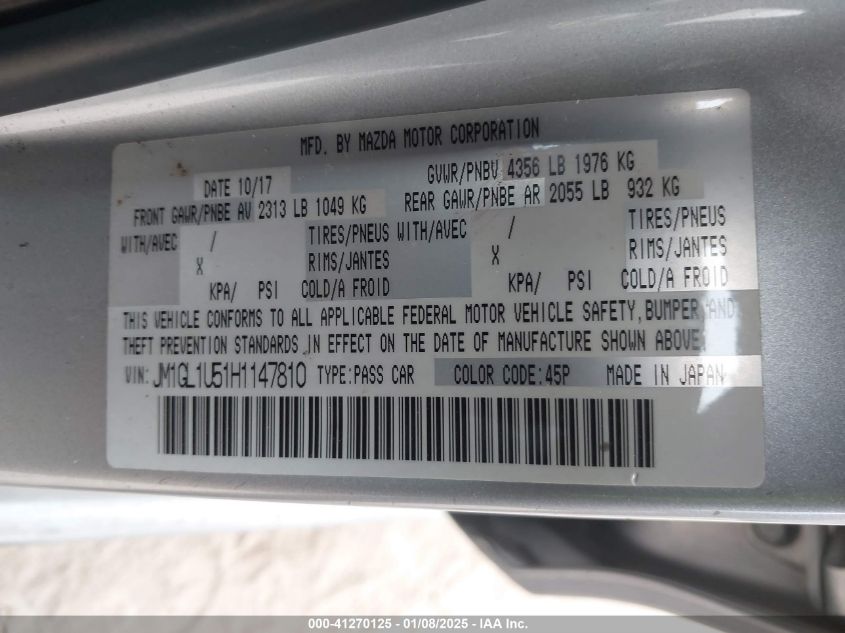 MFD. BY MAZDA MOTOR CORPORATION
DATE 10/17 GVWR/PNBV 4356 LB 1976 KG
FRONT GAWR/PNBE AV 2313 LB 1049 KG REAR GAWR/PNBE AR 2055 LB 932 KG
WITH/AVEC / TIRES/PNEUS WITH/AVEC / TIRES/PNEUS
X RIMS/JANTES X RIMS/JANTES
KPA/ PSI COLD/A FROID KPA/ PSI COLD/A FROID
THIS VEHICLE CONFORMS TO ALL APPLICABLE FEDERAL MOTOR VEHICLE SAFETY, BUMPER AND
THEFT PREVENTION STANDARDS IN EFFECT ON THE DATE OF MANUFACTURE SHOWN ABOVE.
VIN: JM1GL1U51H1147810 TYPE:PASS CAR COLOR CODE:45P MADE IN JAPAN
000-41270125 - 01/08/2025 - IAA Inc.